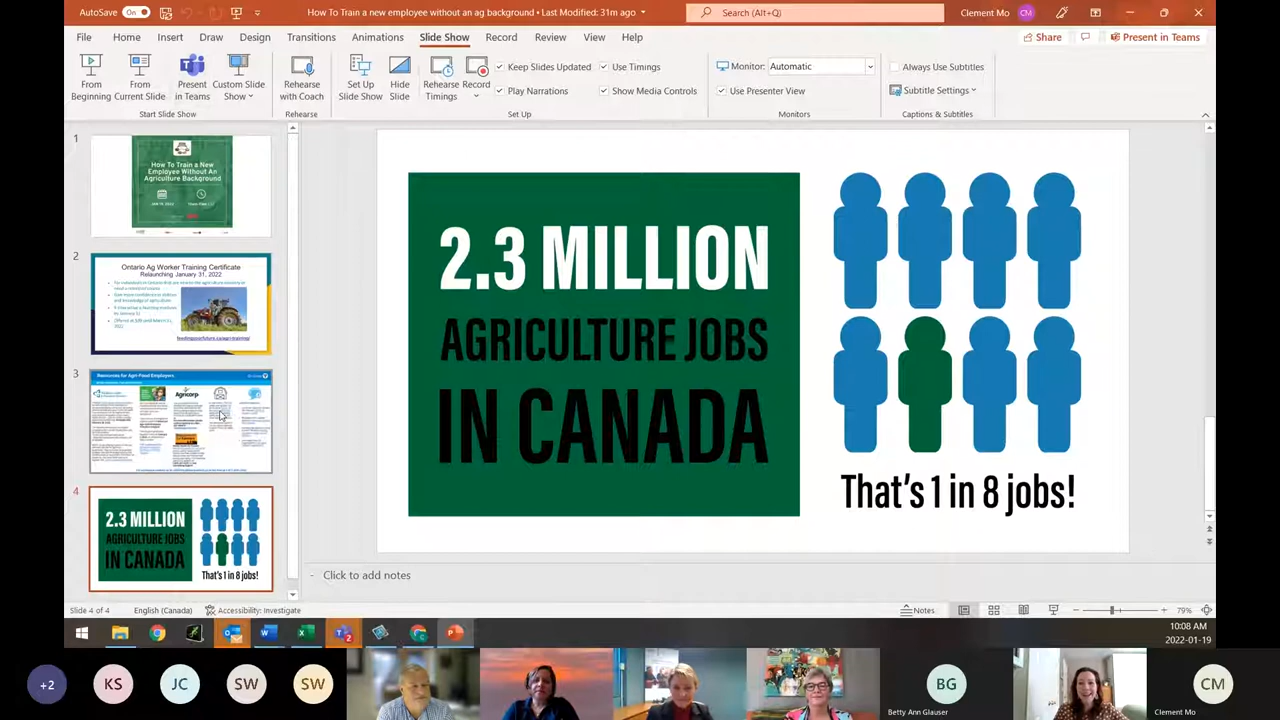 AutoSave
On
How To Train a new employee without an ag background • Last Modified: 31m ago
Search (Alt+Q)
Clement Mo
CM
File
Home
Insert
Draw
Design
Transitions
Animations
Slide Show
Record
Review
View
Help
Share
Present in Teams
From Beginning
From Current Slide
Present in Teams
Custom Slide Show
Rehearse with Coach
Set Up Slide Show
Hide Slide
Rehearse Timings
Record
Keep Slides Updated
Use Timings
Play Narrations
Show Media Controls
Monitor:
Automatic
Use Presenter View
Always Use Subtitles
Subtitle Settings
Start Slide Show
Rehearse
Set Up
Monitors
Captions & Subtitles
1
How To Train a New
Employee Without An
Agriculture Background
2
Ontario Ag Worker Training Certificate
Relaunching January 31, 2022
3
Resources for Agri-Food Employers
Agricorp
4
2.3 MILLION
AGRICULTURE JOBS
IN CANADA
That's 1 in 8 jobs!
2.3 MILLION
AGRICULTURE JOBS
IN CANADA
That's 1 in 8 jobs!
Click to add notes
Slide 4 of 4
English (Canada)
Accessibility: Investigate
Notes
79%
10:08 AM
2022-01-19
+2
KS
JC
SW
SW
BG
Betty Ann Glauser
CM
Clement Mo